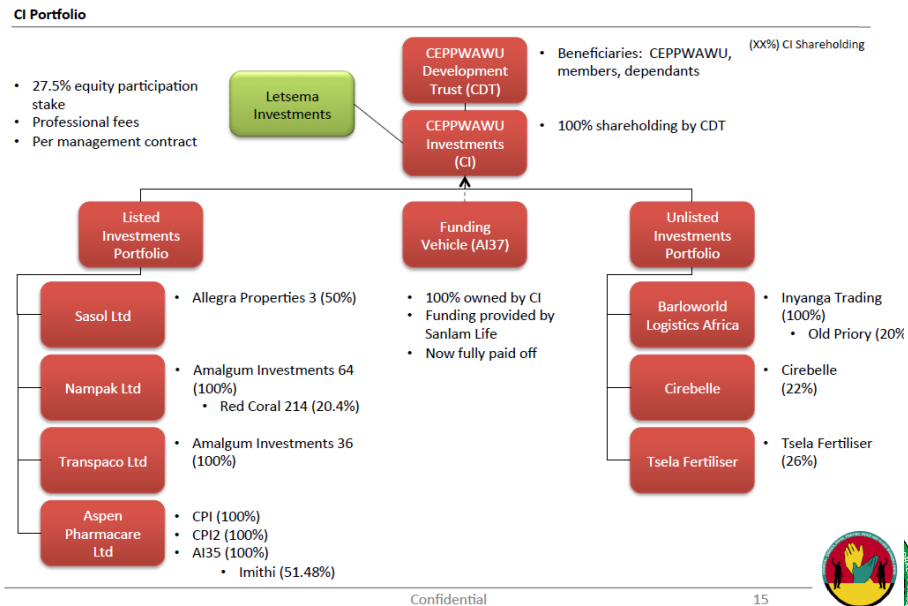 CI Portfolio
(XX%) CI Shareholding
CEPPWAWU
Development
Trust (CDT)
• Beneficiaries: CEPPWAWU,
members, dependants
• 27.5% equity participation
stake
• Professional fees
• Per management contract
Letsema
Investments
CEPPWAWU
Investments
(CI)
• 100% shareholding by CDT
Listed
Investments
Portfolio
Funding
Vehicle (AI37)
Unlisted
Investments
Portfolio
Sasol Ltd
• Allegra Properties 3 (50%)
• 100% owned by CI
• Funding provided by
Sanlam Life
• Now fully paid off
Barloworld
Logistics Africa
• Inyanga Trading
(100%)
• Old Priory (20%
Nampak Ltd
• Amalgum Investments 64
(100%)
• Red Coral 214 (20.4%)
Cirebelle
• Cirebelle
(22%)
Transpaco Ltd
• Amalgum Investments 36
(100%)
Tsela Fertiliser
• Tsela Fertiliser
(26%)
Aspen
Pharmacare
Ltd
• CPI (100%)
• CPI2 (100%)
• AI35 (100%)
• Imithi (51.48%)
Confidential
15